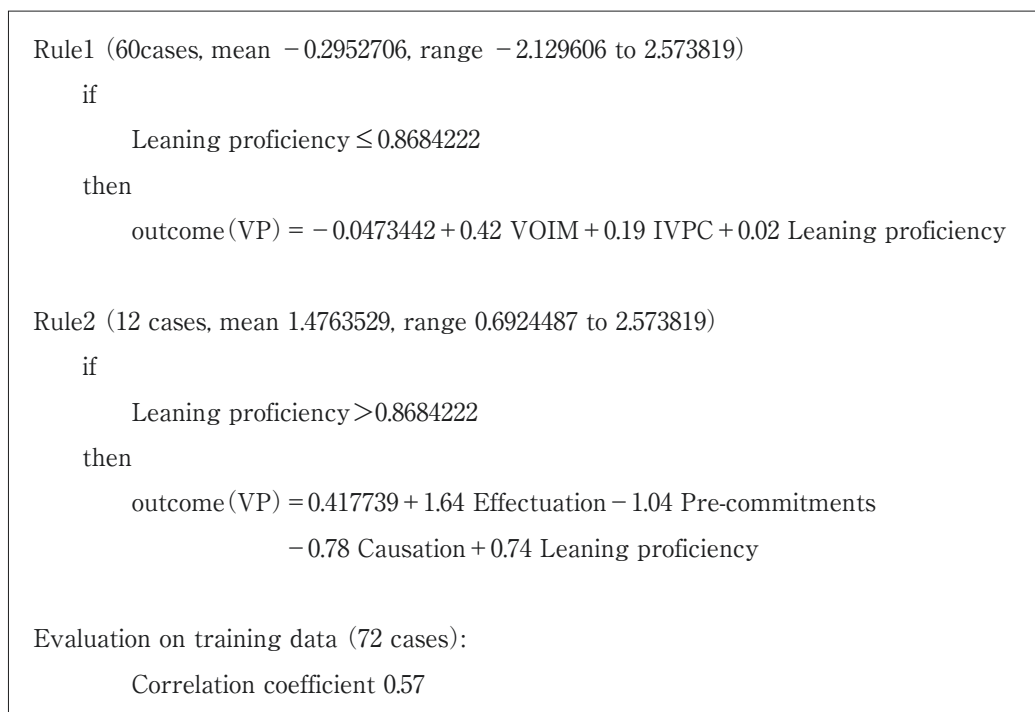 Rule1 (60cases, mean −0.2952706, range −2.129606 to 2.573819)
if
Leaning proficiency≦0.8684222
then
outcome(VP) = −0.0473442+0.42 VOIM+0.19 IVPC+0.02 Leaning proficiency
Rule2 (12 cases, mean 1.4763529, range 0.6924487 to 2.573819)
if
Leaning proficiency>0.8684222
then
outcome(VP) =0.417739+1.64 Effectuation−1.04 Pre-commitments
−0.78 Causation+0.74 Leaning proficiency
Evaluation on training data (72 cases):
Correlation coefficient 0.57